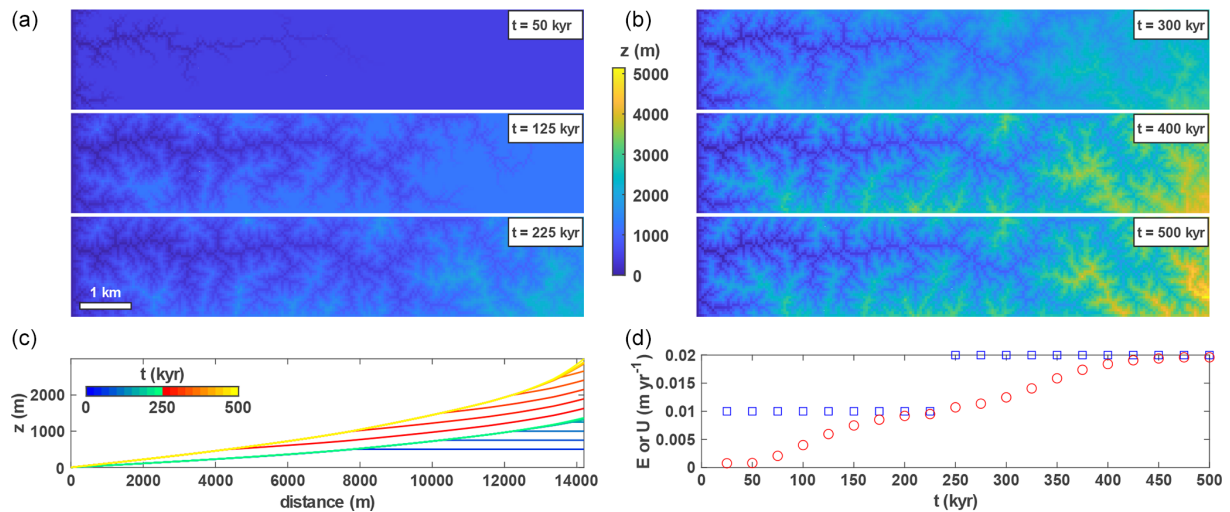 (a)
t = 50 kyr
t = 125 kyr
t = 225 kyr
1 km
z (m)
5000
4000
3000
2000
1000
0
(b)
t = 300 kyr
t = 400 kyr
t = 500 kyr
(c)
t (kyr)
0 250 500
z (m)
2000
1000
0
0 2000 4000 6000 8000 10000 12000 14000
distance (m)
(d)
E or U (m yr⁻¹)
0.02
0.015
0.01
0.005
0
0 50 100 150 200 250 300 350 400 450 500
t (kyr)